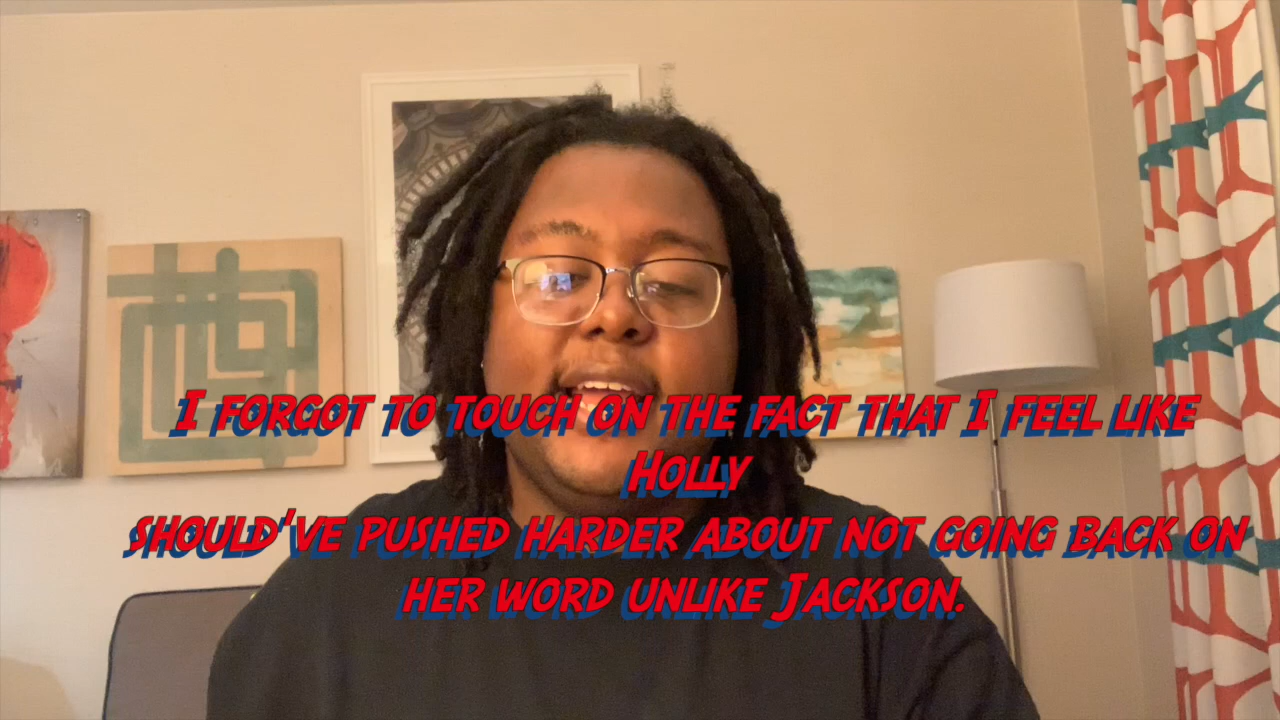 I forgot to touch on the fact that I feel like
Holly
should've pushed harder about not going back on
her word unlike Jackson.